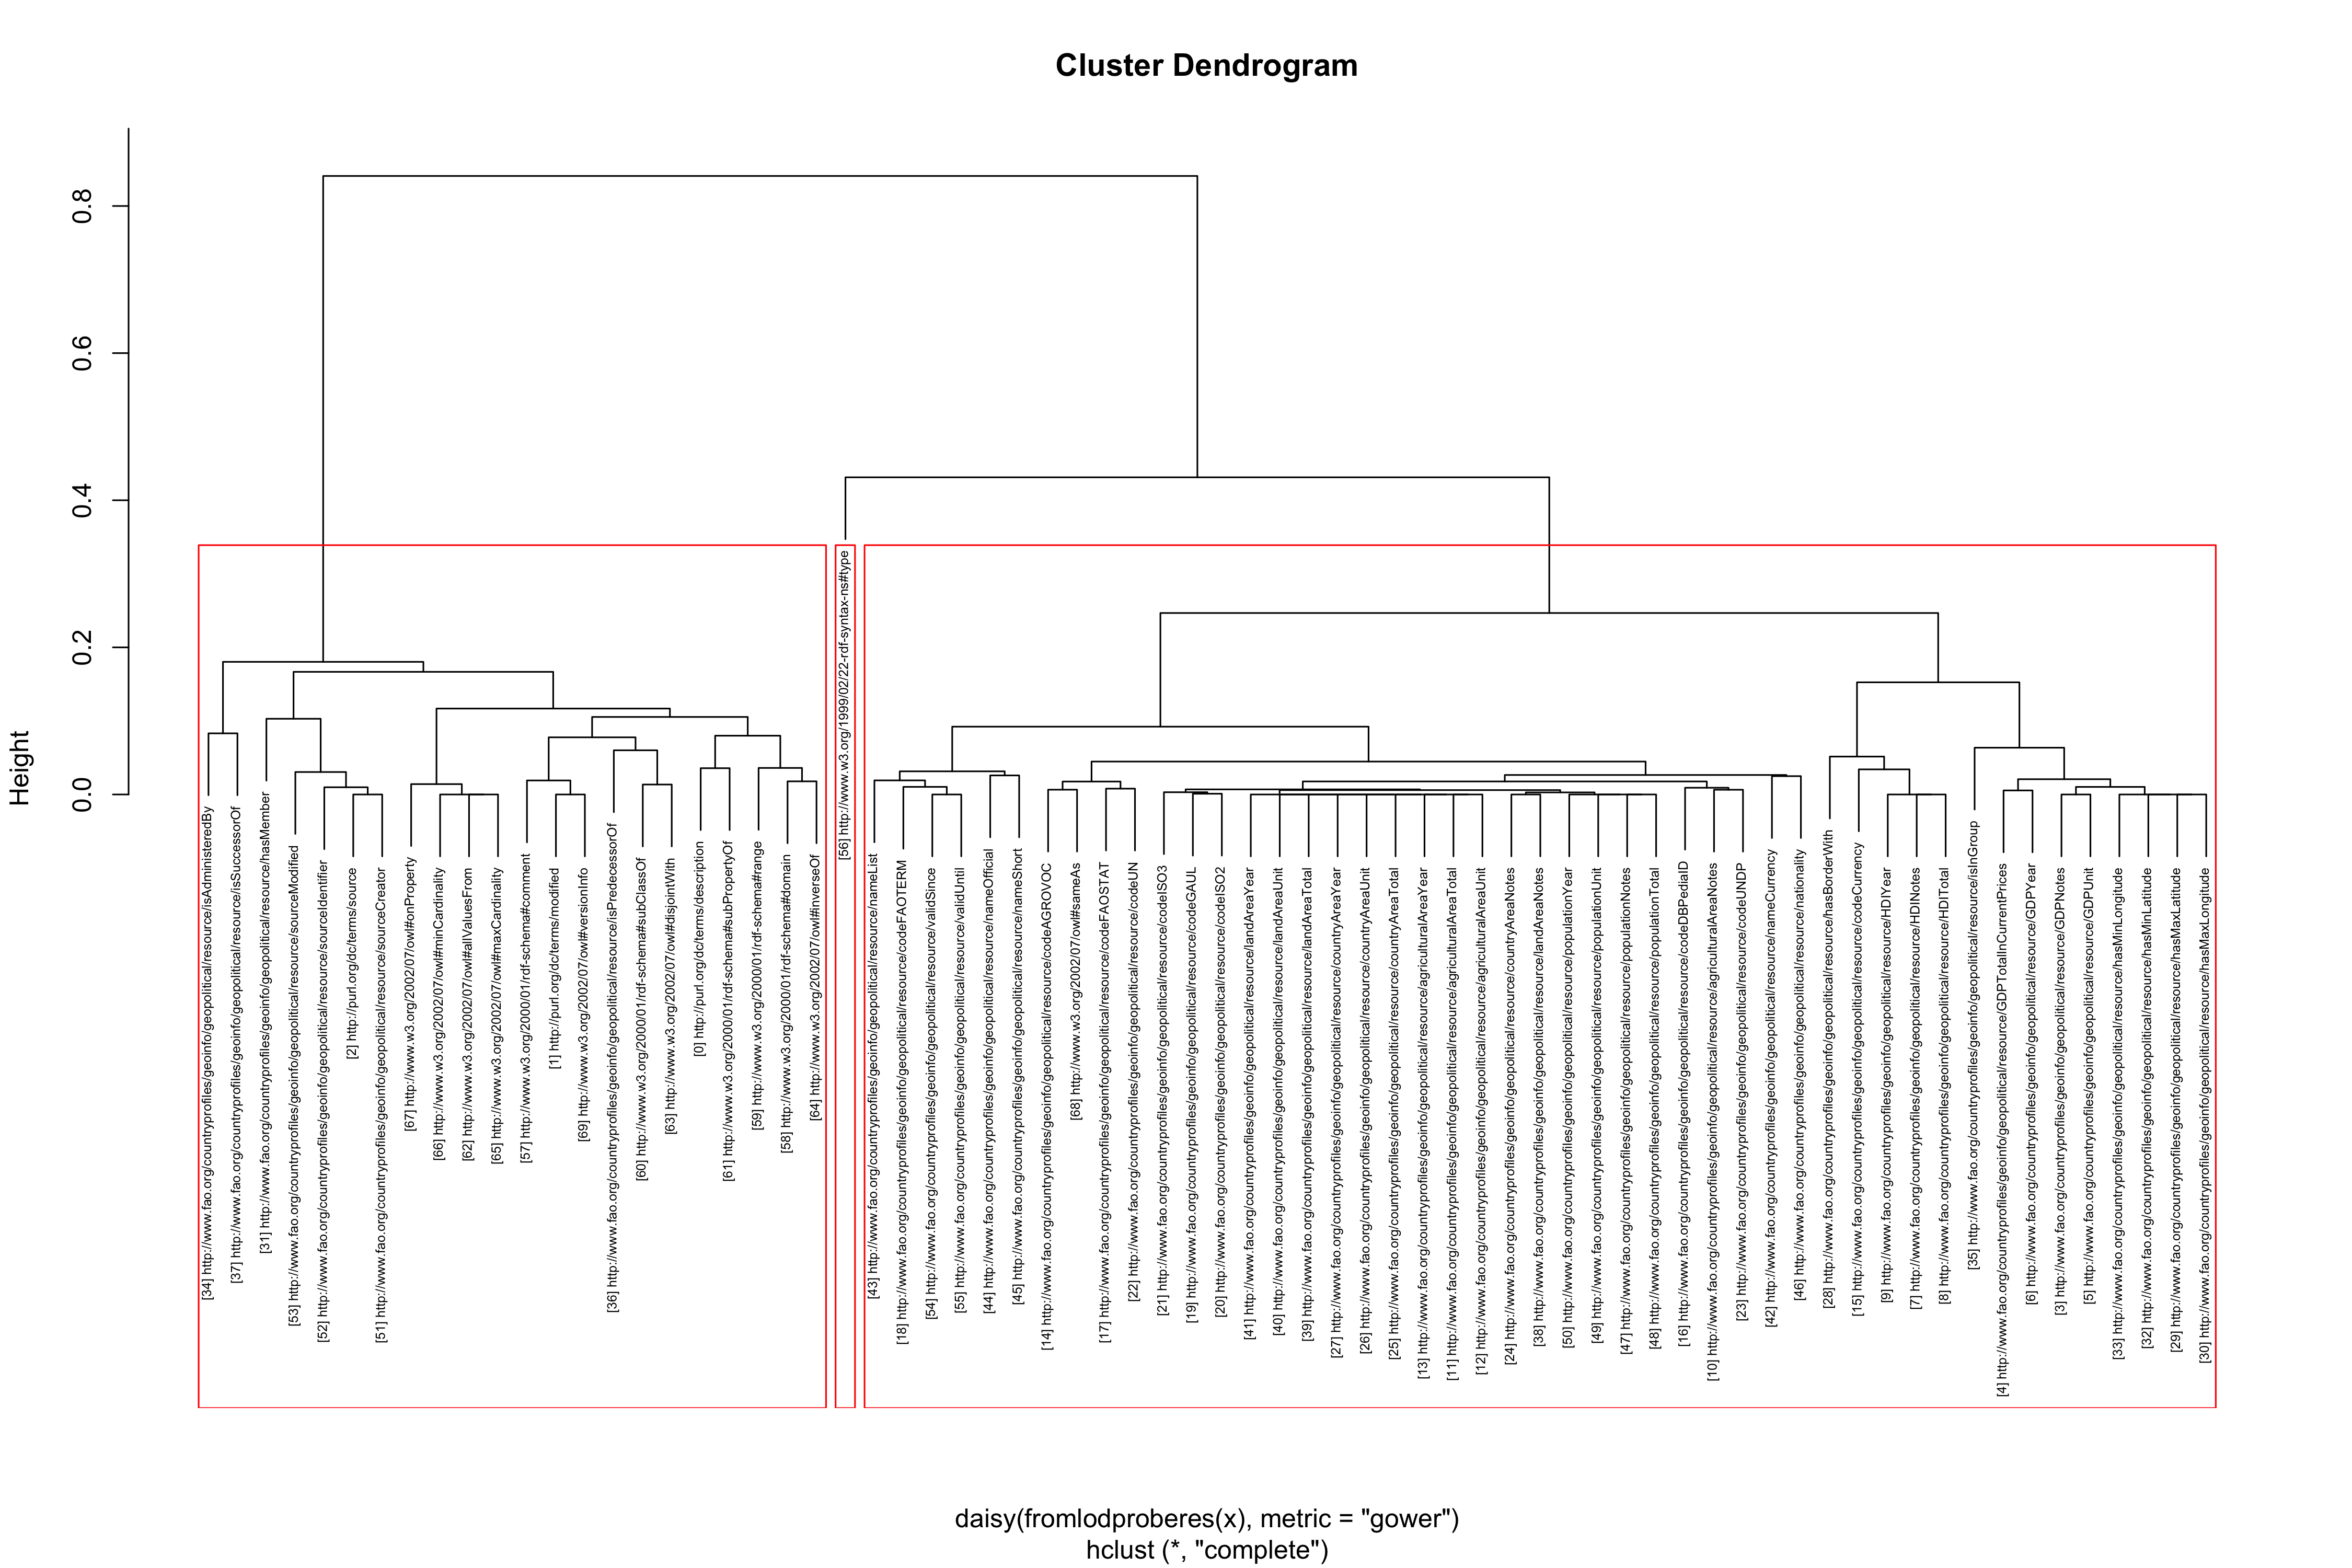 Cluster Dendrogram
Height
0.0
0.2
0.4
0.6
0.8
[34] http://www.fao.org/countryprofiles/geoinfo/geopolitical/resource/isAdministeredBy
[37] http://www.fao.org/countryprofiles/geoinfo/geopolitical/resource/isSuccessorOf
[31] http://www.fao.org/countryprofiles/geoinfo/geopolitical/resource/hasMember
[53] http://www.fao.org/countryprofiles/geoinfo/geopolitical/resource/sourceModified
[52] http://www.fao.org/countryprofiles/geoinfo/geopolitical/resource/sourceIdentifier
[2] http://purl.org/dc/terms/source
[51] http://www.fao.org/countryprofiles/geoinfo/geopolitical/resource/sourceCreator
[67] http://www.w3.org/2002/07/owl#onProperty
[66] http://www.w3.org/2002/07/owl#minCardinality
[62] http://www.w3.org/2002/07/owl#allValuesFrom
[65] http://www.w3.org/2002/07/owl#maxCardinality
[57] http://www.w3.org/2000/01/rdf-schema#comment
[1] http://purl.org/dc/terms/modified
[69] http://www.w3.org/2002/07/owl#versionInfo
[36] http://www.fao.org/countryprofiles/geoinfo/geopolitical/resource/isPredecessorOf
[60] http://www.w3.org/2000/01/rdf-schema#subClassOf
[63] http://www.w3.org/2002/07/owl#disjointWith
[0] http://purl.org/dc/terms/description
[61] http://www.w3.org/2000/01/rdf-schema#subPropertyOf
[59] http://www.w3.org/2000/01/rdf-schema#range
[58] http://www.w3.org/2000/01/rdf-schema#domain
[64] http://www.w3.org/2002/07/owl#inverseOf
[56] http://www.w3.org/1999/02/22-rdf-syntax-ns#type
[43] http://www.fao.org/countryprofiles/geoinfo/geopolitical/resource/nameList
[18] http://www.fao.org/countryprofiles/geoinfo/geopolitical/resource/codeFAOTERM
[54] http://www.fao.org/countryprofiles/geoinfo/geopolitical/resource/validSince
[55] http://www.fao.org/countryprofiles/geoinfo/geopolitical/resource/validUntil
[44] http://www.fao.org/countryprofiles/geoinfo/geopolitical/resource/nameOfficial
[45] http://www.fao.org/countryprofiles/geoinfo/geopolitical/resource/nameShort
[14] http://www.fao.org/countryprofiles/geoinfo/geopolitical/resource/codeAGROVOC
[68] http://www.w3.org/2002/07/owl#sameAs
[17] http://www.fao.org/countryprofiles/geoinfo/geopolitical/resource/codeFAOSTAT
[22] http://www.fao.org/countryprofiles/geoinfo/geopolitical/resource/codeUN
[21] http://www.fao.org/countryprofiles/geoinfo/geopolitical/resource/codeISO3
[19] http://www.fao.org/countryprofiles/geoinfo/geopolitical/resource/codeGAUL
[20] http://www.fao.org/countryprofiles/geoinfo/geopolitical/resource/codeISO2
[41] http://www.fao.org/countryprofiles/geoinfo/geopolitical/resource/landAreaYear
[40] http://www.fao.org/countryprofiles/geoinfo/geopolitical/resource/landAreaUnit
[39] http://www.fao.org/countryprofiles/geoinfo/geopolitical/resource/landAreaTotal
[27] http://www.fao.org/countryprofiles/geoinfo/geopolitical/resource/countryAreaYear
[26] http://www.fao.org/countryprofiles/geoinfo/geopolitical/resource/countryAreaUnit
[25] http://www.fao.org/countryprofiles/geoinfo/geopolitical/resource/countryAreaTotal
[13] http://www.fao.org/countryprofiles/geoinfo/geopolitical/resource/agriculturalAreaYear
[11] http://www.fao.org/countryprofiles/geoinfo/geopolitical/resource/agriculturalAreaTotal
[12] http://www.fao.org/countryprofiles/geoinfo/geopolitical/resource/agriculturalAreaUnit
[24] http://www.fao.org/countryprofiles/geoinfo/geopolitical/resource/countryAreaNotes
[38] http://www.fao.org/countryprofiles/geoinfo/geopolitical/resource/landAreaNotes
[50] http://www.fao.org/countryprofiles/geoinfo/geopolitical/resource/populationYear
[49] http://www.fao.org/countryprofiles/geoinfo/geopolitical/resource/populationUnit
[47] http://www.fao.org/countryprofiles/geoinfo/geopolitical/resource/populationNotes
[48] http://www.fao.org/countryprofiles/geoinfo/geopolitical/resource/populationTotal
[16] http://www.fao.org/countryprofiles/geoinfo/geopolitical/resource/codeDBPediaID
[10] http://www.fao.org/countryprofiles/geoinfo/geopolitical/resource/agriculturalAreaNotes
[23] http://www.fao.org/countryprofiles/geoinfo/geopolitical/resource/codeUNDP
[42] http://www.fao.org/countryprofiles/geoinfo/geopolitical/resource/nameCurrency
[46] http://www.fao.org/countryprofiles/geoinfo/geopolitical/resource/nationality
[28] http://www.fao.org/countryprofiles/geoinfo/geopolitical/resource/hasBorderWith
[15] http://www.fao.org/countryprofiles/geoinfo/geopolitical/resource/codeCurrency
[9] http://www.fao.org/countryprofiles/geoinfo/geopolitical/resource/HDIYear
[7] http://www.fao.org/countryprofiles/geoinfo/geopolitical/resource/HDINotes
[8] http://www.fao.org/countryprofiles/geoinfo/geopolitical/resource/HDITotal
[35] http://www.fao.org/countryprofiles/geoinfo/geopolitical/resource/isInGroup
[4] http://www.fao.org/countryprofiles/geoinfo/geopolitical/resource/GDPTotalInCurrentPrices
[6] http://www.fao.org/countryprofiles/geoinfo/geopolitical/resource/GDPYear
[3] http://www.fao.org/countryprofiles/geoinfo/geopolitical/resource/GDPNotes
[5] http://www.fao.org/countryprofiles/geoinfo/geopolitical/resource/GDPUnit
[33] http://www.fao.org/countryprofiles/geoinfo/geopolitical/resource/hasMinLongitude
[32] http://www.fao.org/countryprofiles/geoinfo/geopolitical/resource/hasMinLatitude
[29] http://www.fao.org/countryprofiles/geoinfo/geopolitical/resource/hasMaxLatitude
[30] http://www.fao.org/countryprofiles/geoinfo/geopolitical/resource/hasMaxLongitude
daisy(fromlodproberes(x), metric = "gower")
hclust (*, "complete")